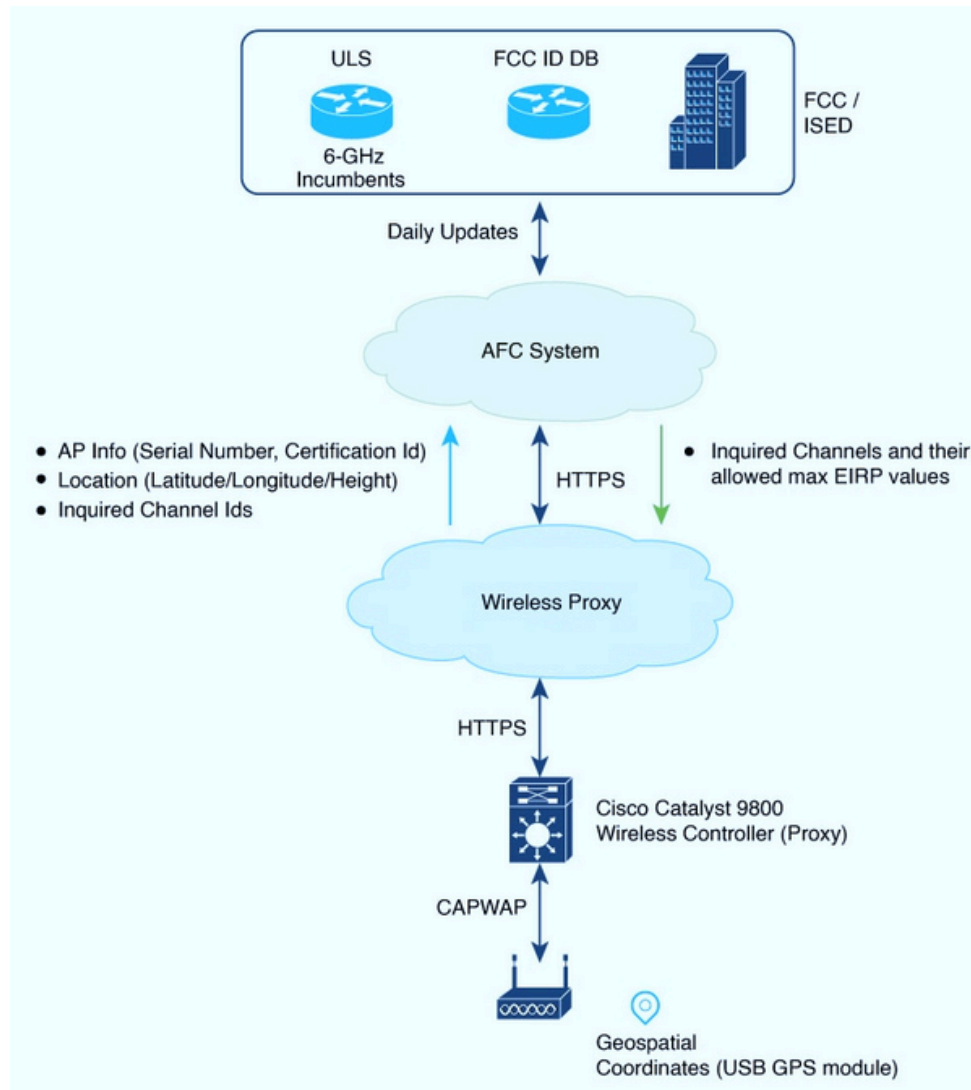 ULS
FCC ID DB
6-GHz
Incumbents
FCC /
ISED
Daily Updates
AFC System
● AP Info (Serial Number, Certification Id)
● Location (Latitude/Longitude/Height)
● Inquired Channel Ids
HTTPS
● Inquired Channels and their
allowed max EIRP values
Wireless Proxy
HTTPS
Cisco Catalyst 9800
Wireless Controller (Proxy)
CAPWAP
Geospatial
Coordinates (USB GPS module)